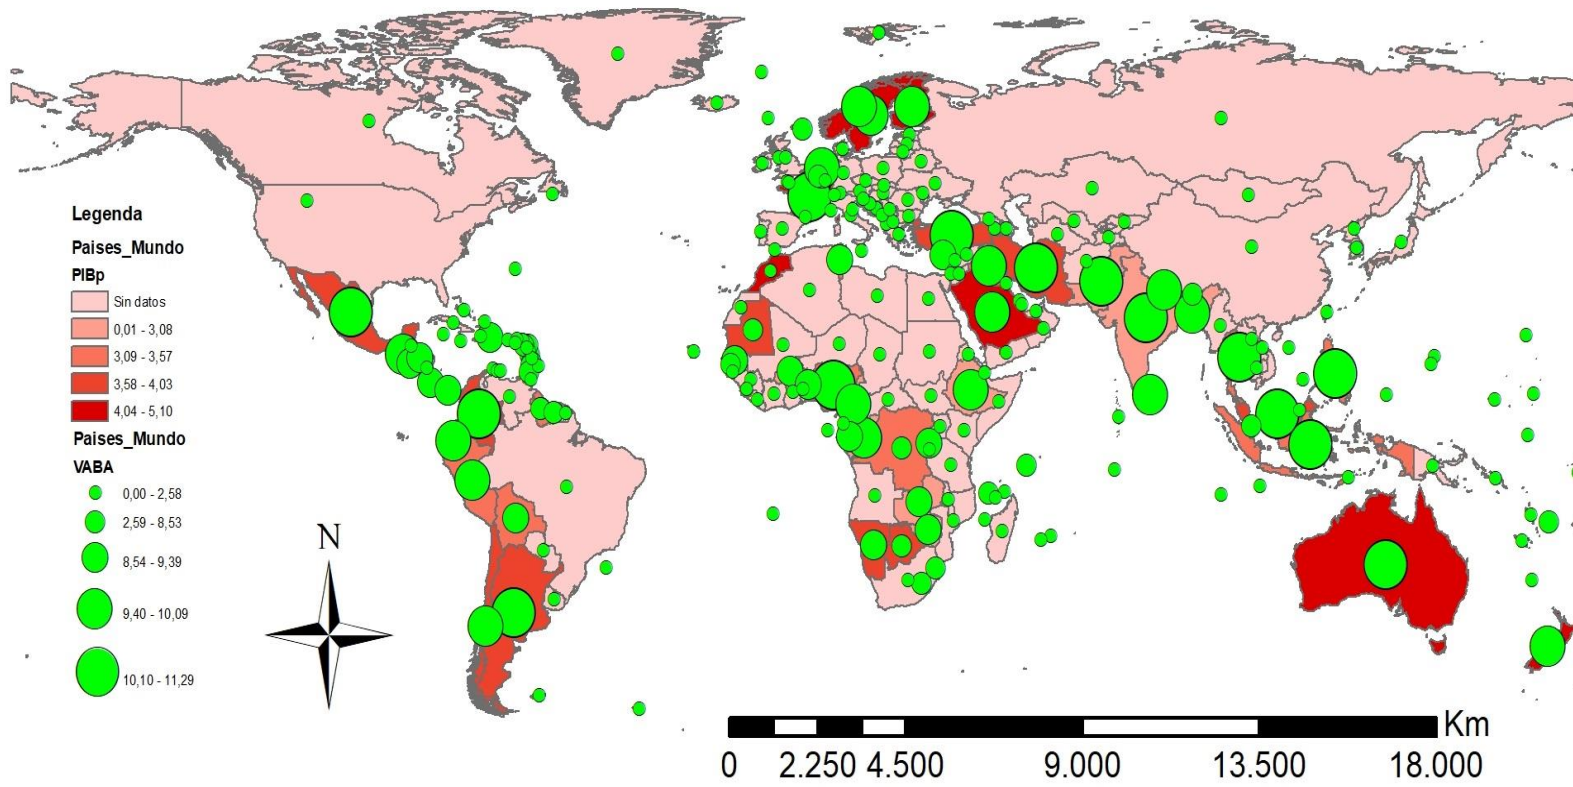 Legenda
Paises_Mundo
PIBp
Sin datos
0,01 - 3,08
3,09 - 3,57
3,58 - 4,03
4,04 - 5,10
Paises_Mundo
VABA
0,00 - 2,58
2,59 - 8,53
8,54 - 9,39
9,40 - 10,09
10,10 - 11,29
N
Km
0 2.250 4.500 9.000 13.500 18.000